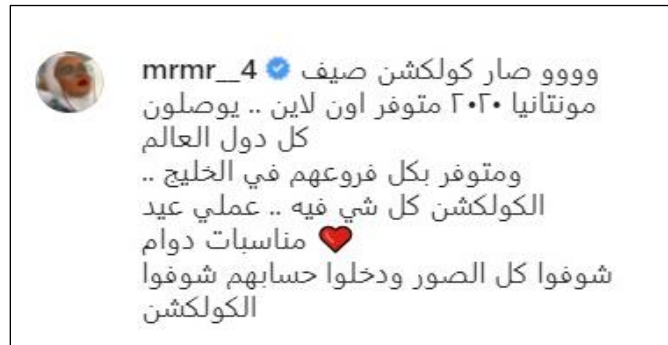 mrmr__4 وووو صار كولكشن صيف
مونتانيا ٢٠٢٠ متوفر اون لاين .. يوصلون
كل دول العالم
ومتوفر بكل فروعهم في الخليج ..
الكولكشن كل شي فيه .. عملي عيد
مناسبات دوام ❤️
شوفوا كل الصور ودخلوا حسابهم شوفوا
الكولكشن